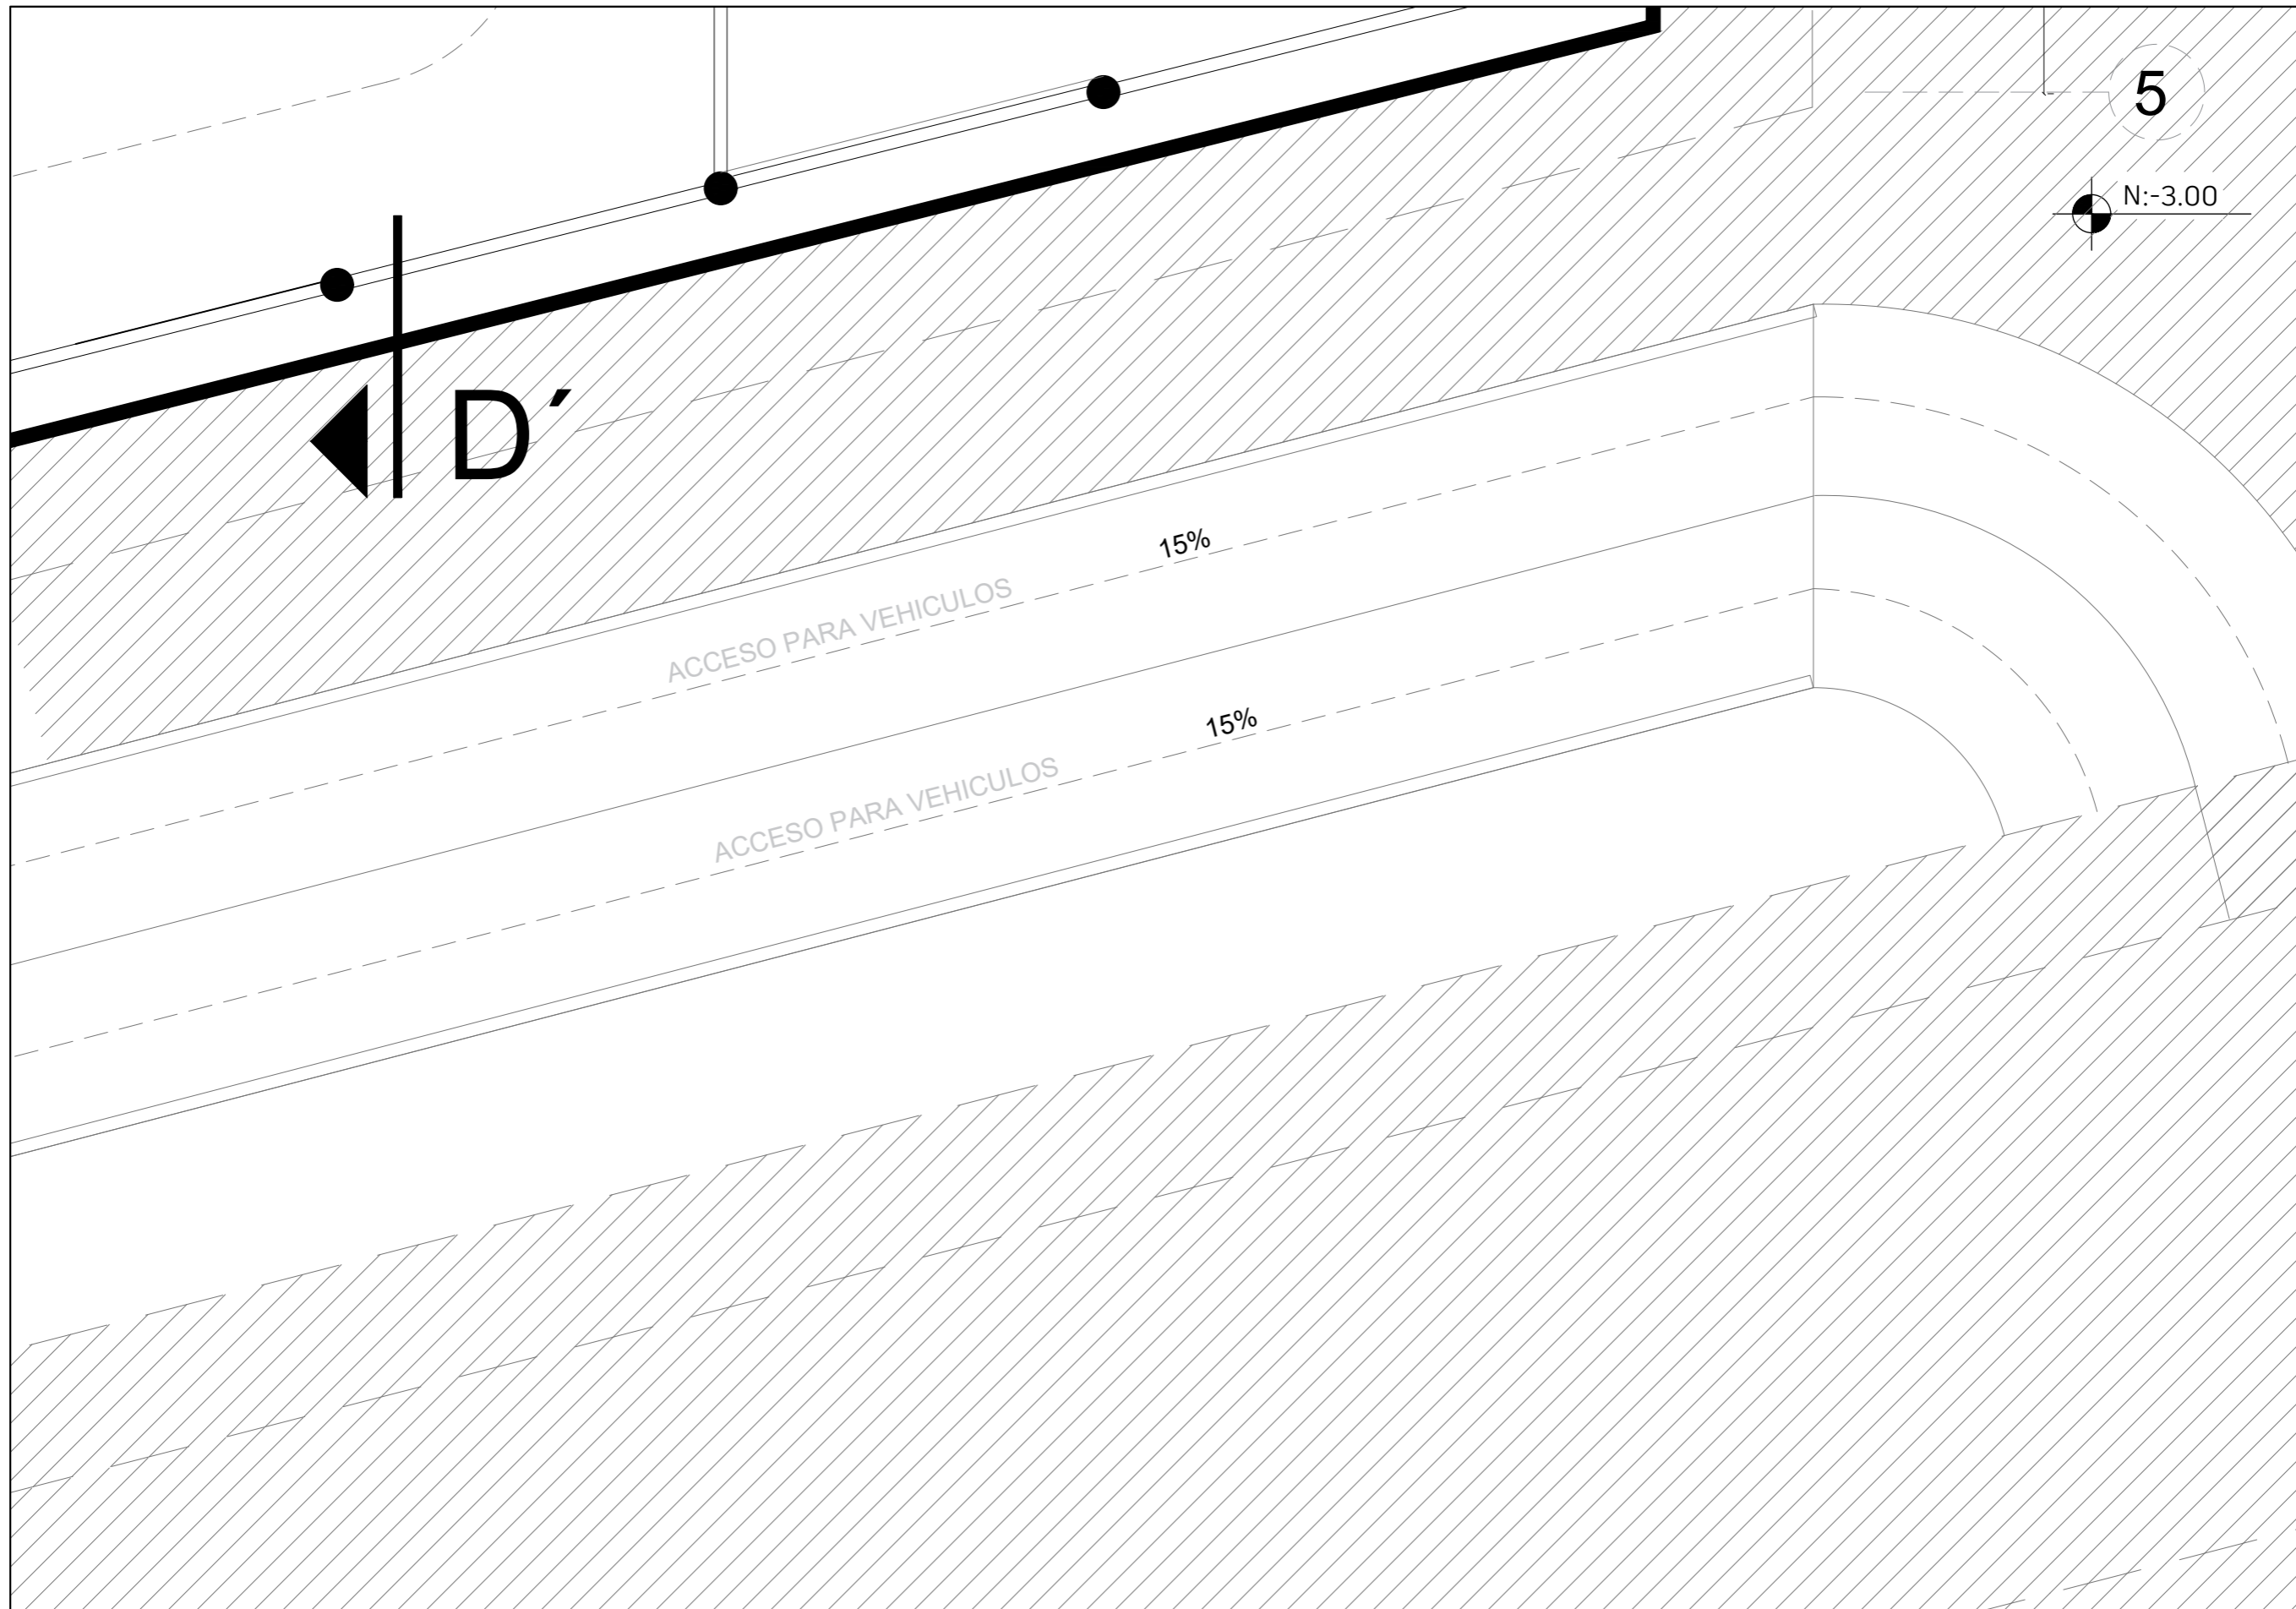 5
N:-3.00
D´
15%
ACCESO PARA VEHICULOS
15%
ACCESO PARA VEHICULOS